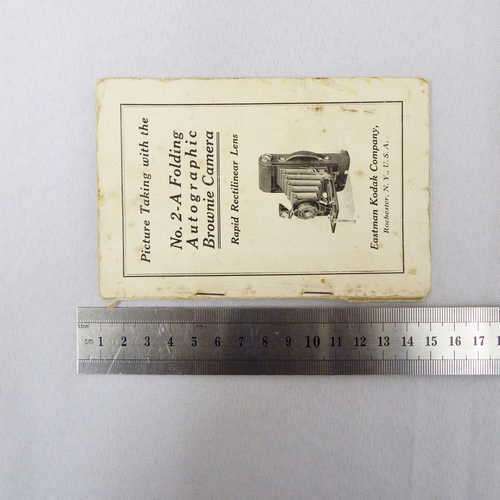 Picture Taking with the
No. 2-A Folding
Autographic
Brownie Camera
Rapid Rectilinear Lens
Eastman Kodak Company,
Rochester, N. Y., U. S. A.
cm 1 2 3 4 5 6 7 8 9 10 11 12 13 14 15 16 17